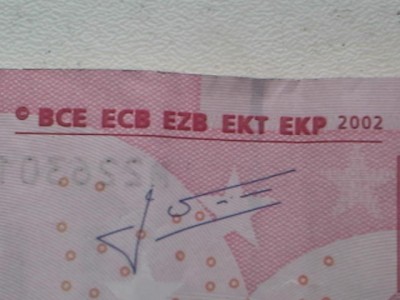 © BCE ECB EZB EKT EKP 2002